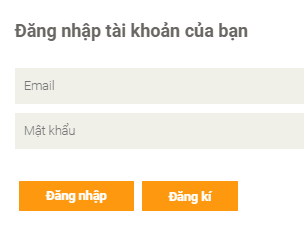 Đăng nhập tài khoản của bạn
Email
Mật khẩu
Đăng nhập Đăng kí